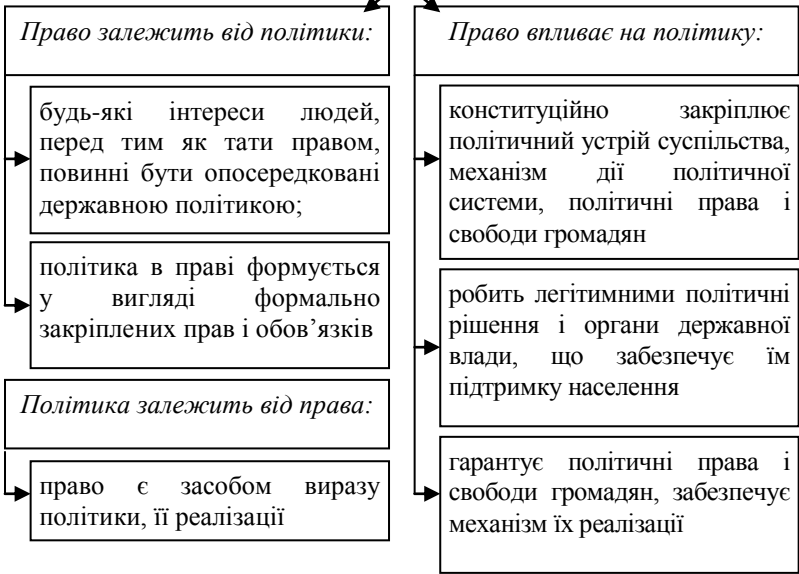 Право залежить від політики:
будь-які інтереси людей,
перед тим як тати правом,
повинні бути опосередковані
державною політикою;
політика в праві формується
у вигляді формально
закріплених прав і обов’язків
Політика залежить від права:
право є засобом виразу
політики, її реалізації
Право впливає на політику:
конституційно закріплює
політичний устрій суспільства,
механізм дії політичної
системи, політичні права і
свободи громадян
робить легітимними політичні
рішення і органи державної
влади, що забезпечує їм
підтримку населення
гарантує політичні права і
свободи громадян, забезпечує
механізм їх реалізації